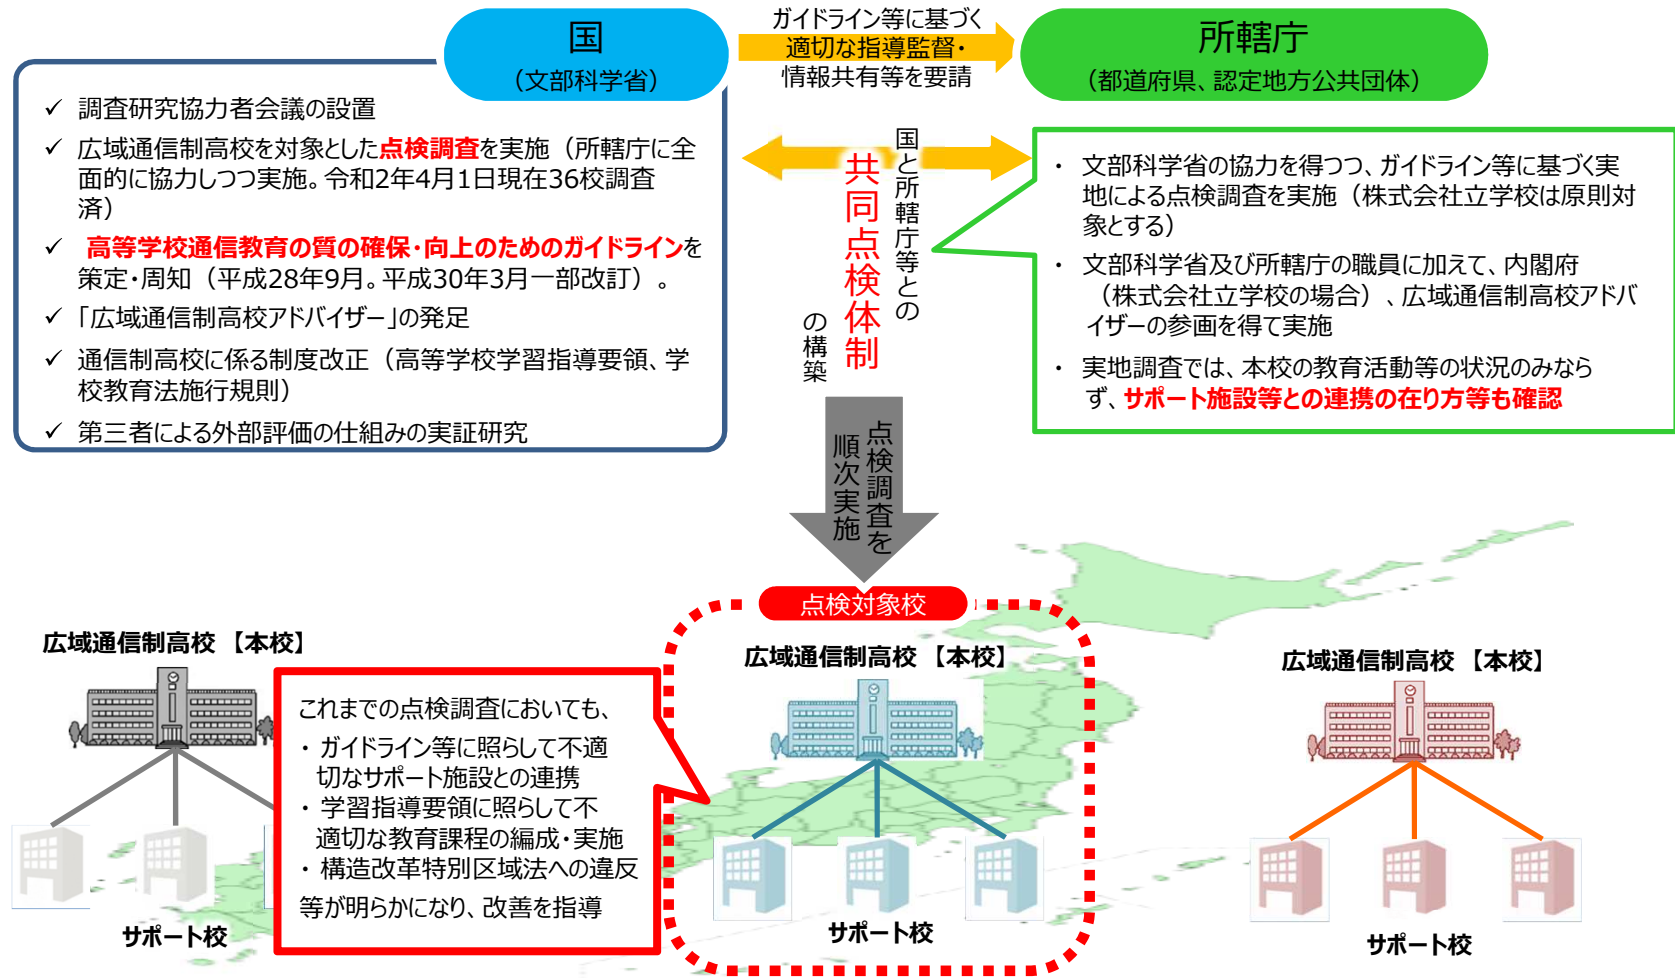 国
(文部科学省)
ガイドライン等に基づく
適切な指導監督・
情報共有等を要請
所轄庁
(都道府県、認定地方公共団体)
✓ 調査研究協力者会議の設置
✓ 広域通信制高校を対象とした点検調査を実施（所轄庁に全
面的に協力しつつ実施。令和2年4月1日現在36校調査
済）
✓ 高等学校通信教育の質の確保・向上のためのガイドラインを
策定・周知（平成28年9月。平成30年3月一部改訂）。
✓ 「広域通信制高校アドバイザー」の発足
✓ 通信制高校に係る制度改正（高等学校学習指導要領、学
校教育法施行規則）
✓ 第三者による外部評価の仕組みの実証研究
国と所轄庁等との
共同点検体制
の構築
・ 文部科学省の協力を得つつ、ガイドライン等に基づく実
地による点検調査を実施（株式会社立学校は原則対
象とする）
・ 文部科学省及び所轄庁の職員に加えて、内閣府
（株式会社立学校の場合）、広域通信制高校アドバ
イザーの参画を得て実施
・ 実地調査では、本校の教育活動等の状況のみなら
ず、サポート施設等との連携の在り方等も確認
点検調査を
順次実施
点検対象校
広域通信制高校 【本校】
サポート校
これまでの点検調査においても、
・ ガイドライン等に照らして不適
切なサポート施設との連携
・ 学習指導要領に照らして不
適切な教育課程の編成・実施
・ 構造改革特別区域法への違反
等が明らかになり、改善を指導
広域通信制高校 【本校】
サポート校
広域通信制高校 【本校】
サポート校